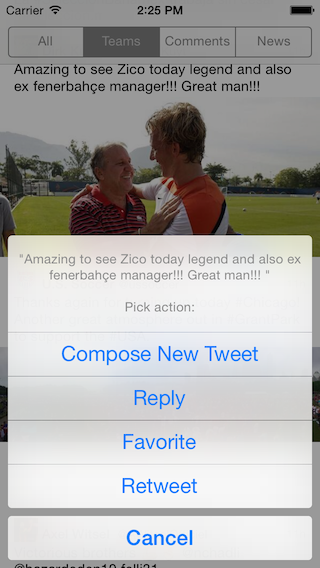 Carrier 2:25 PM
All Teams Comments News
Amazing to see Zico today legend and also
ex fenerbahçe manager!!! Great man!!!
"Amazing to see Zico today legend and also ex
fenerbahçe manager!!! Great man!!! "
Pick action:
Compose New Tweet
Reply
Favorite
Retweet
Cancel